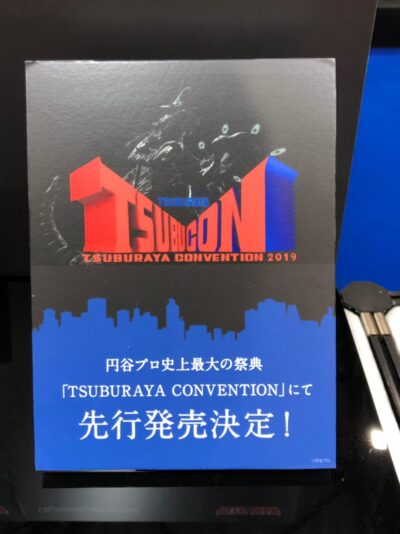 TSUBURAYA
TSUBUCON
TSUBURAYA CONVENTION 2019
円谷プロ史上最大の祭典
「TSUBURAYA CONVENTION」にて
先行発売決定!